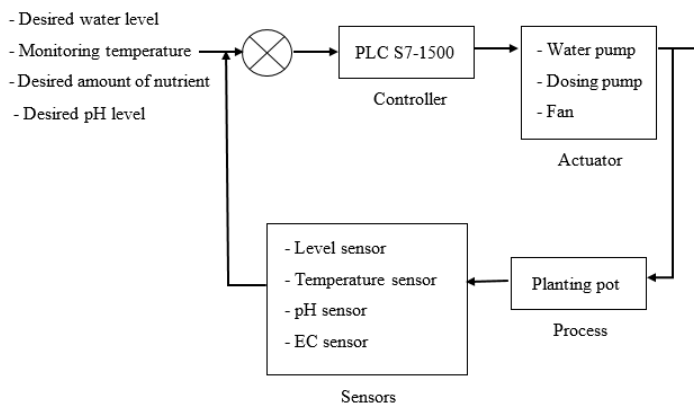 - Desired water level
- Monitoring temperature
- Desired amount of nutrient
- Desired pH level
PLC S7-1500
Controller
- Water pump
- Dosing pump
- Fan
Actuator
- Level sensor
- Temperature sensor
- pH sensor
- EC sensor
Sensors
Planting pot
Process